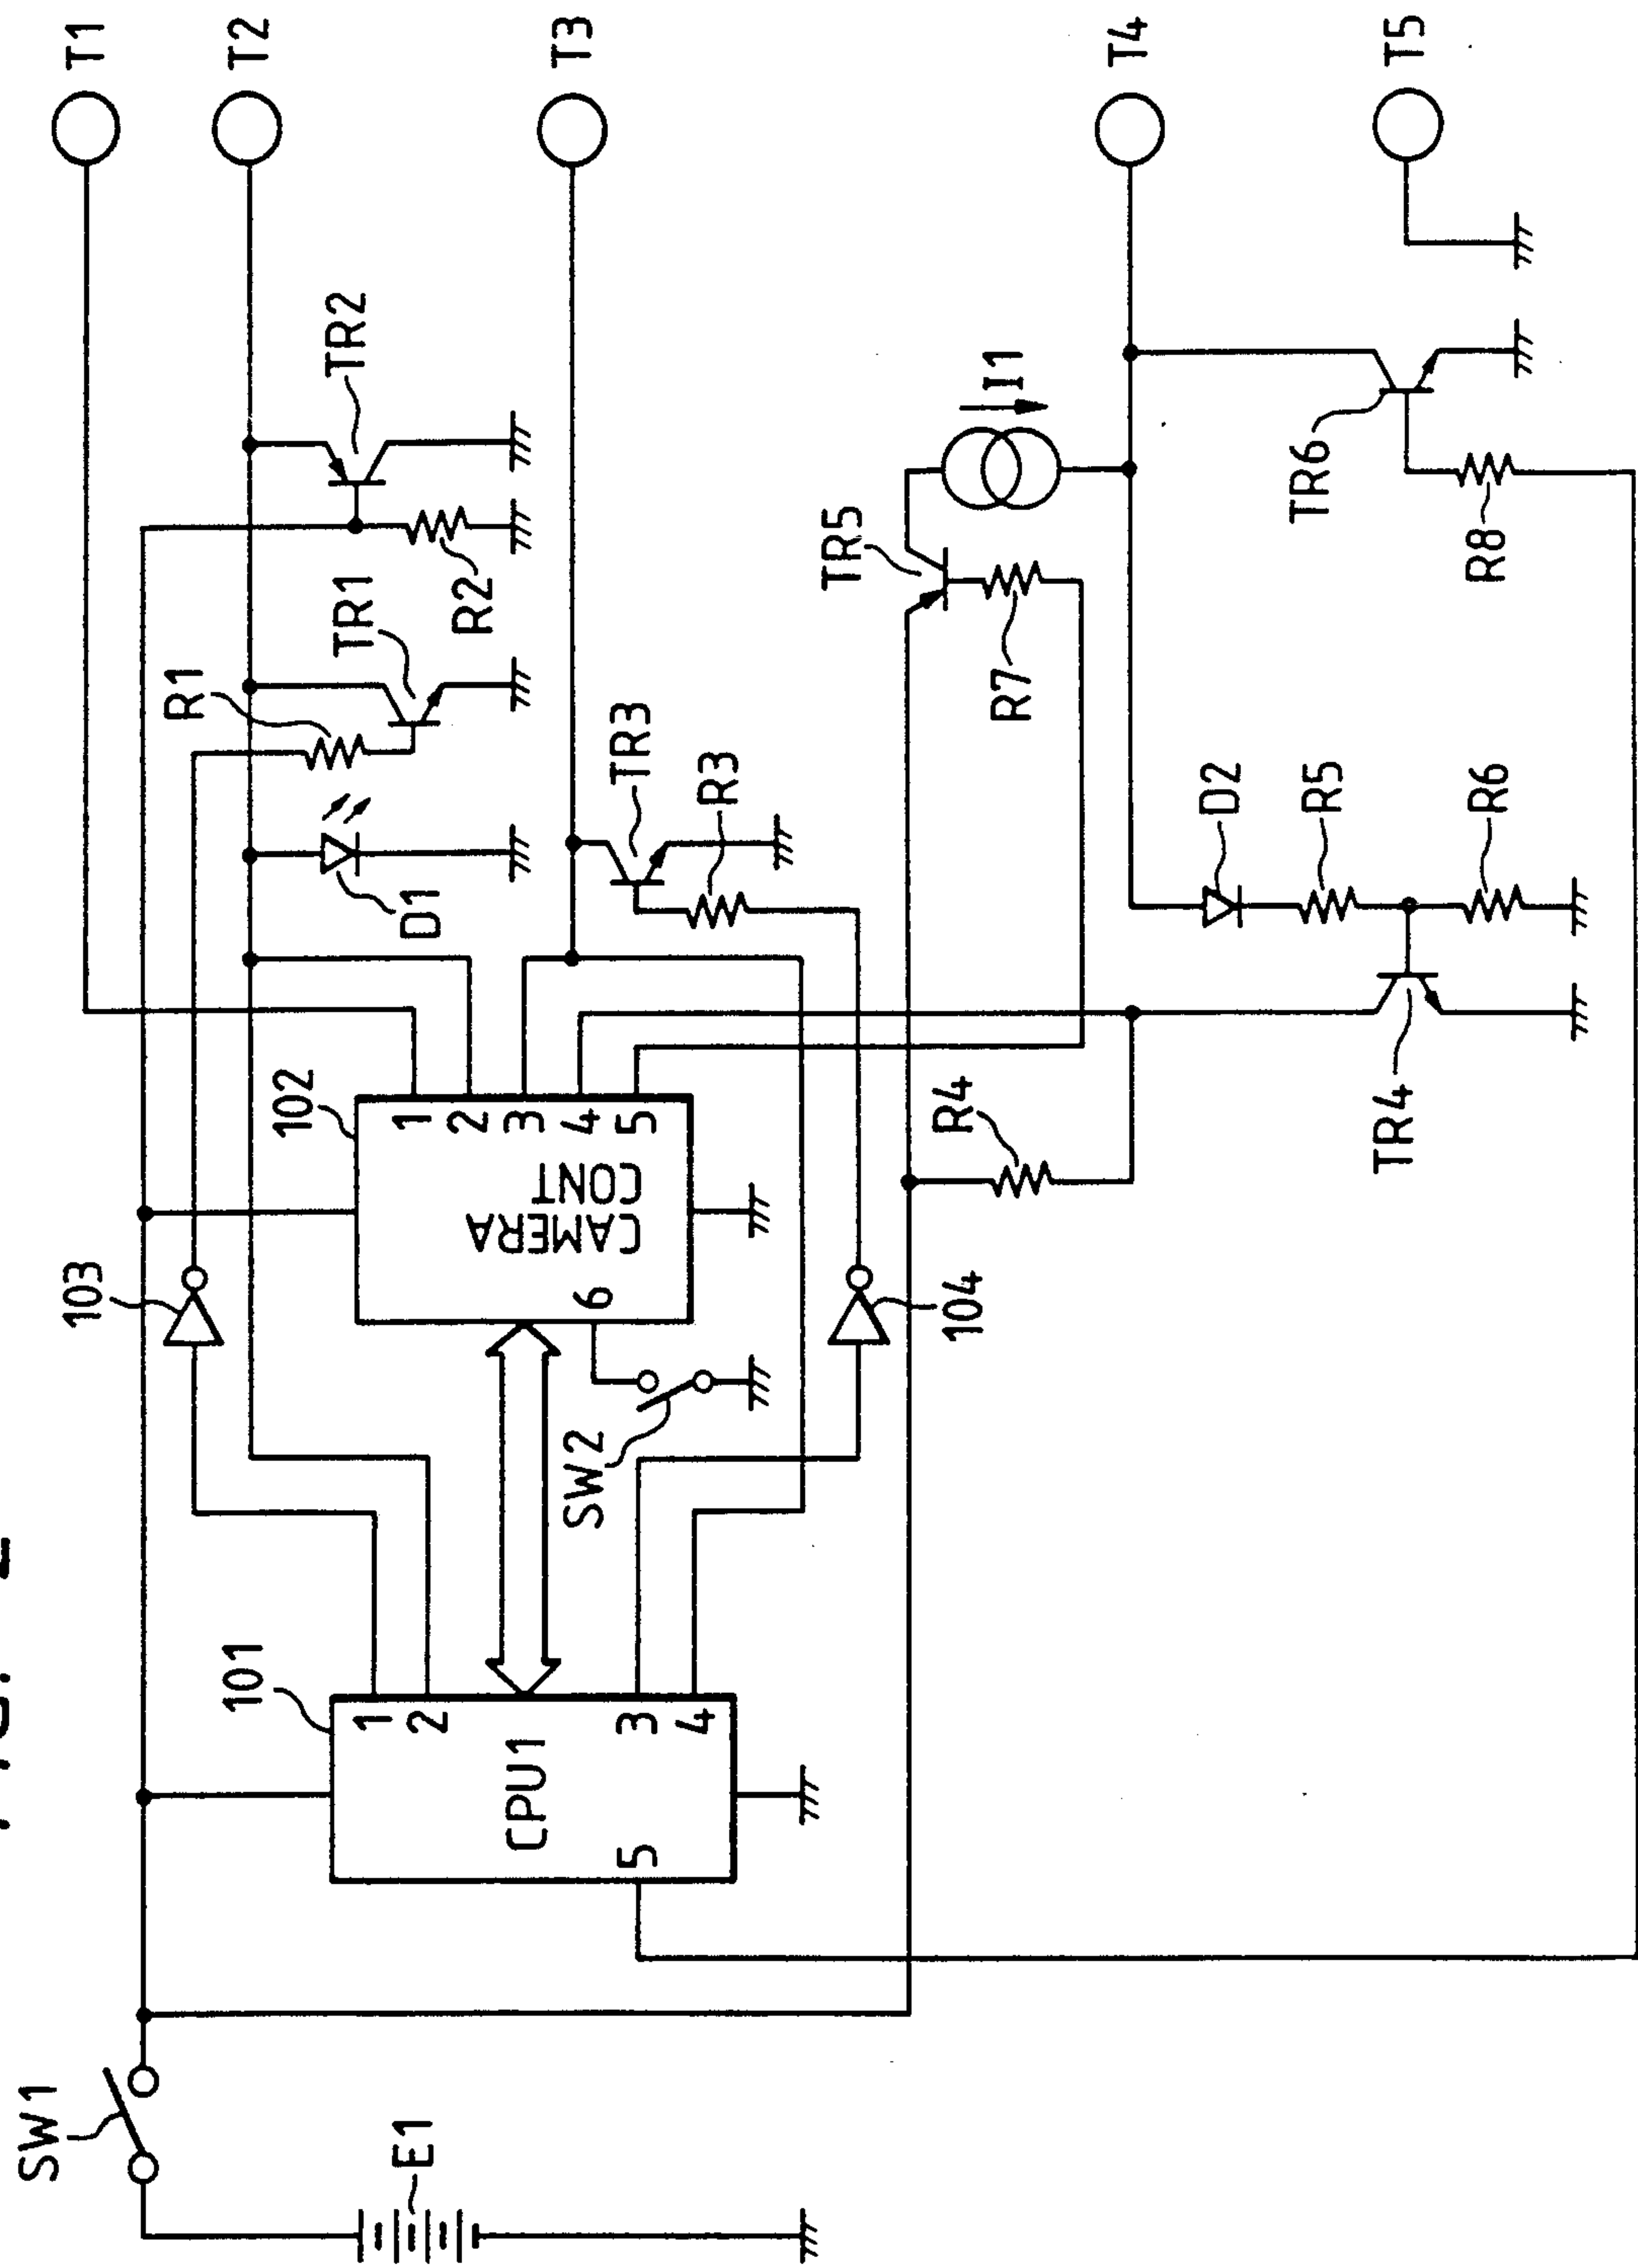 SW1
E1
101
CPU1
1
2
3
4
5
103
102
CAMERA
CONT
1
2
3
4
5
6
SW2
104
D1
R1
TR1
R2
TR2
TR3
R3
R4
TR4
TR5
R7
I1
D2
R5
R6
TR6
R8
T1
T2
T3
T4
T5